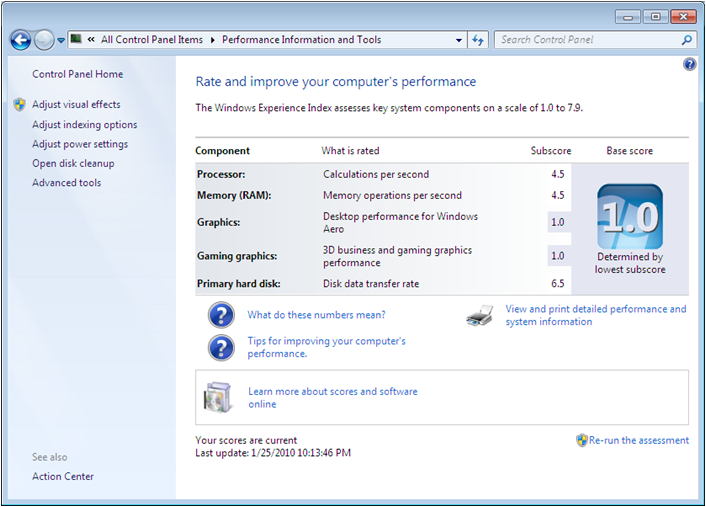 « All Control Panel Items ▸ Performance Information and Tools
Search Control Panel
Control Panel Home
Adjust visual effects
Adjust indexing options
Adjust power settings
Open disk cleanup
Advanced tools
See also
Action Center
Rate and improve your computer's performance
The Windows Experience Index assesses key system components on a scale of 1.0 to 7.9.
Component What is rated Subscore Base score
Processor: Calculations per second 4.5
Memory (RAM): Memory operations per second 4.5
Graphics: Desktop performance for Windows
Aero 1.0
Gaming graphics: 3D business and gaming graphics
performance 1.0
Primary hard disk: Disk data transfer rate 6.5
1.0
Determined by
lowest subscore
? What do these numbers mean?
? Tips for improving your computer's
performance.
View and print detailed performance and
system information
Learn more about scores and software
online
Your scores are current
Last update: 1/25/2010 10:13:46 PM
Re-run the assessment